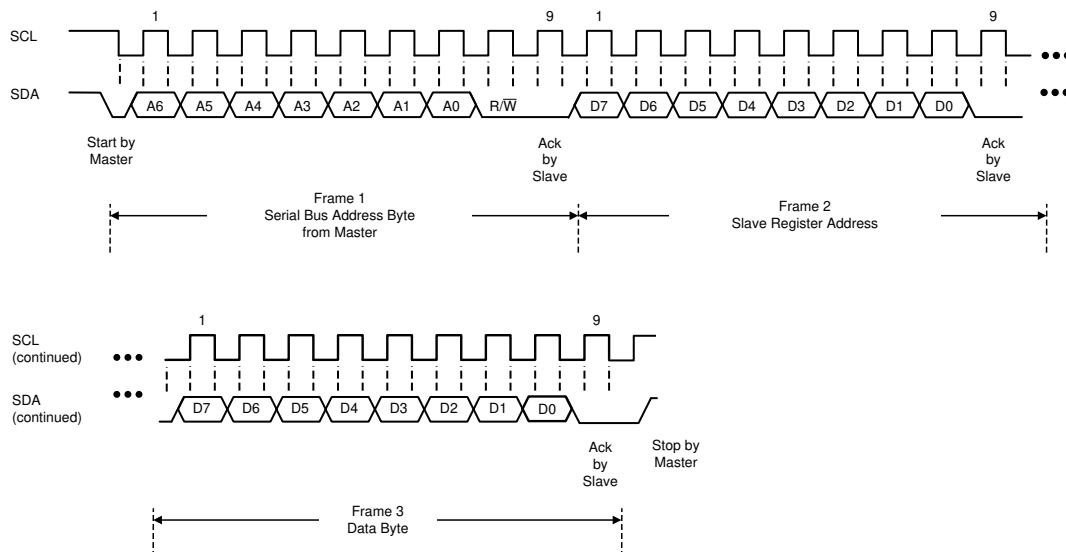 1 9 1 9
SCL
SDA
A6 A5 A4 A3 A2 A1 A0 R/W̅ D7 D6 D5 D4 D3 D2 D1 D0
Start by
Master
Ack
by
Slave
Ack
by
Slave
Frame 1
Serial Bus Address Byte
from Master
Frame 2
Slave Register Address
1 9
SCL
(continued)
SDA
(continued)
D7 D6 D5 D4 D3 D2 D1 D0
Ack
by
Slave
Stop by
Master
Frame 3
Data Byte